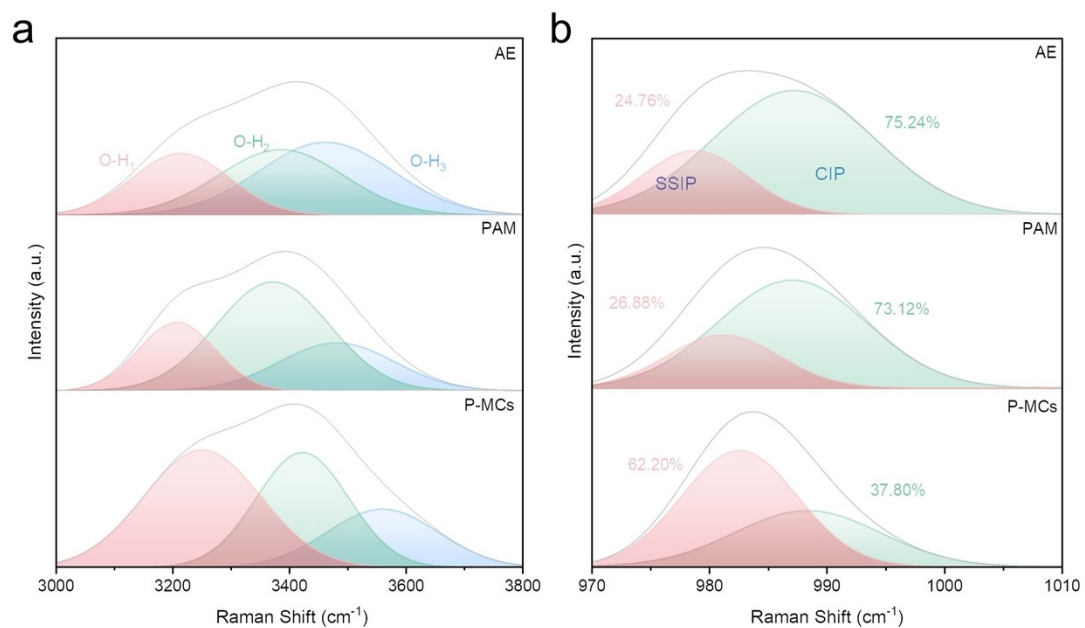 a
AE
O-H₁
O-H₂
O-H₃
PAM
P-MCs
Intensity (a.u.)
3000 3200 3400 3600 3800
Raman Shift (cm⁻¹)
b
AE
24.76%
75.24%
SSIP
CIP
PAM
26.88%
73.12%
P-MCs
62.20%
37.80%
Intensity (a.u.)
970 980 990 1000 1010
Raman Shift (cm⁻¹)